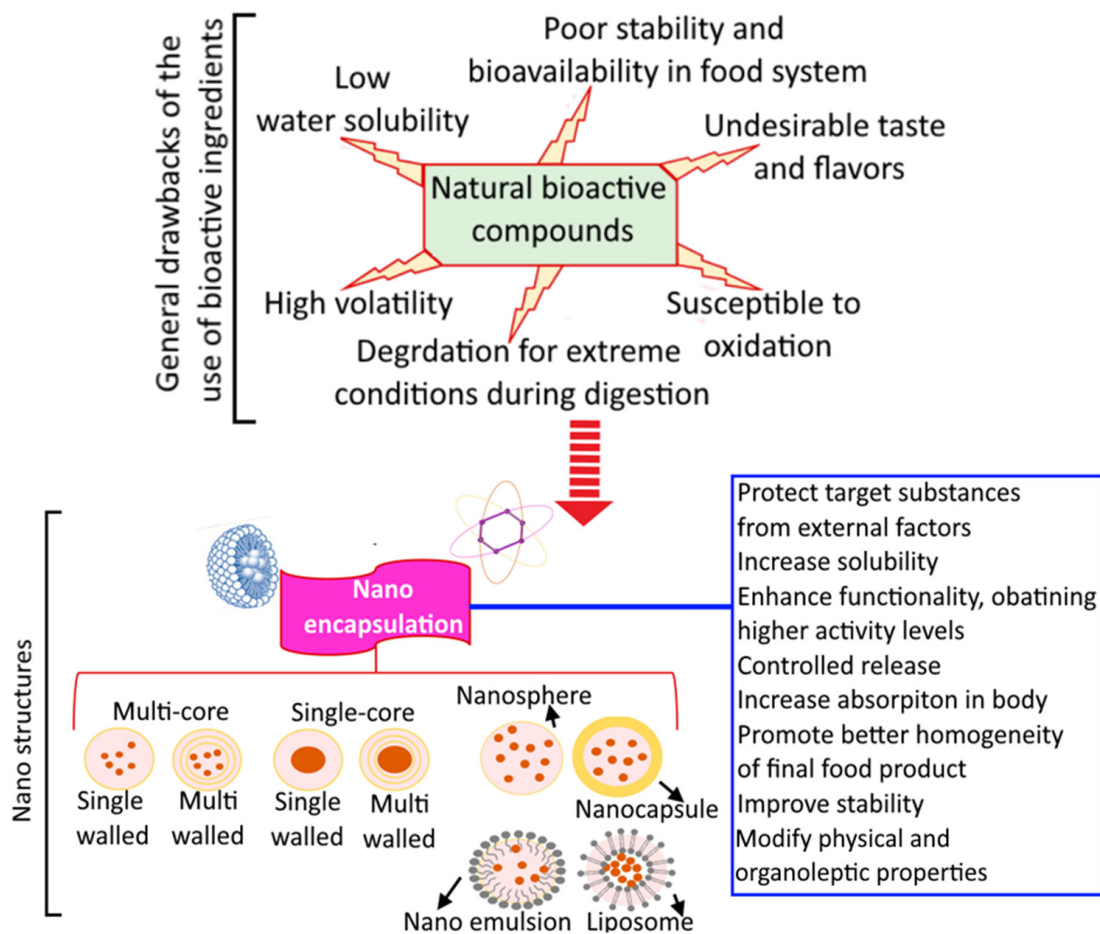 General drawbacks of the
use of bioactive ingredients
Low
water solubility
Poor stability and
bioavailability in food system
Undesirable taste
and flavors
Natural bioactive
compounds
High volatility
Degrdation for extreme
conditions during digestion
Susceptible to
oxidation
Nano structures
Nano
encapsulation
Multi-core
Single-core
Single
walled
Multi
walled
Single
walled
Multi
walled
Nanosphere
Nanocapsule
Nano emulsion
Liposome
Protect target substances
from external factors
Increase solubility
Enhance functionality, obatining
higher activity levels
Controlled release
Increase absorpiton in body
Promote better homogeneity
of final food product
Improve stability
Modify physical and
organoleptic properties